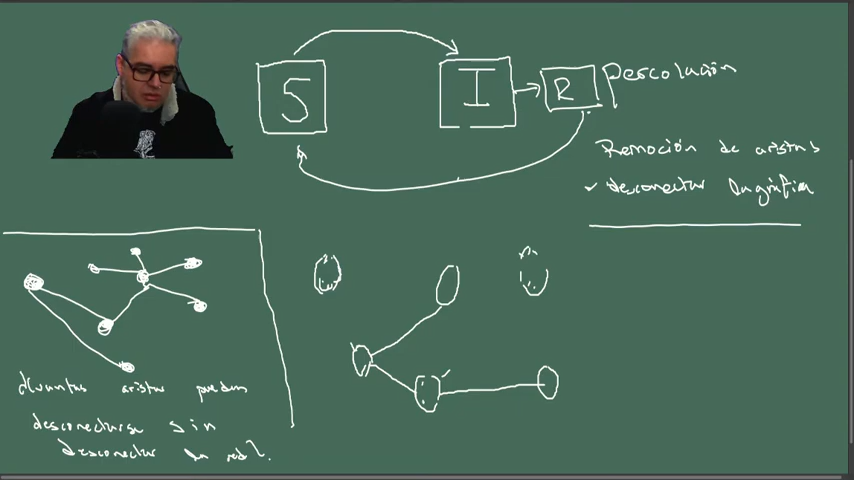 S
I
R
Percolación
Remoción de aristas
✓ desconectar la gráfica
¿Cuantas aristas pueden
desconectarse sin
desconectar la red?